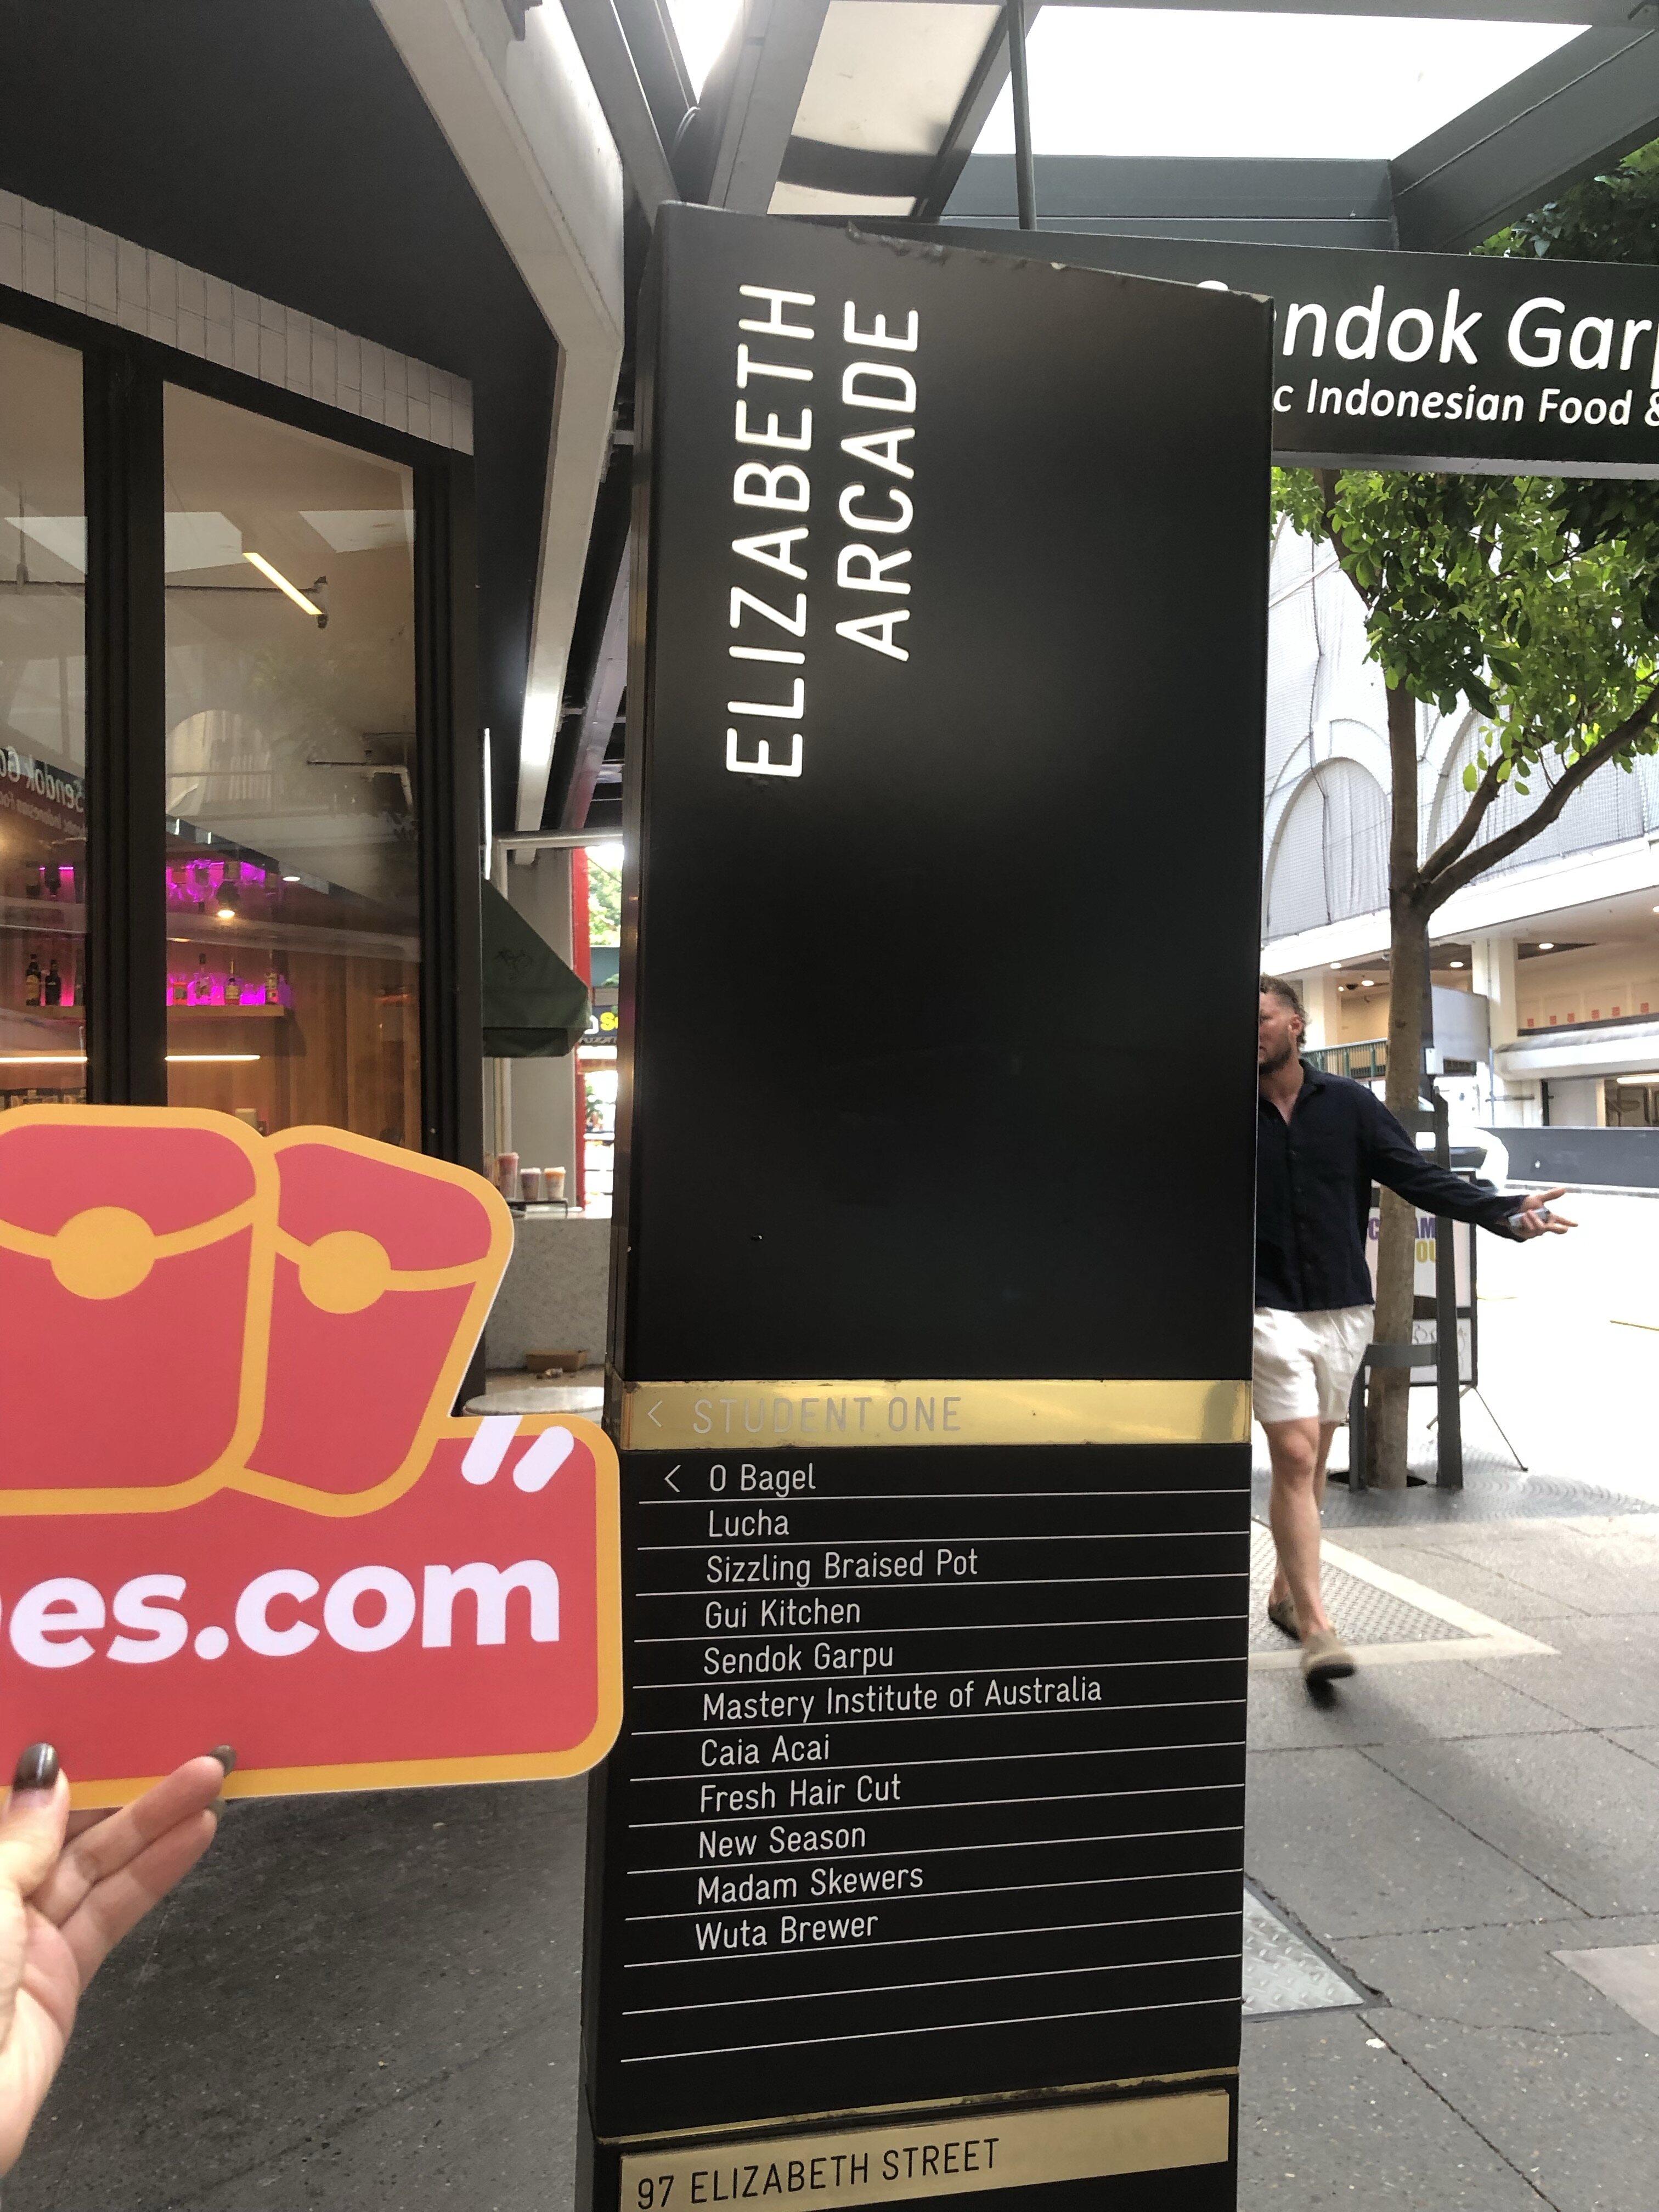 ELIZABETH
ARCADE
ndok Gar
c Indonesian Food &
< STUDENT ONE
< O Bagel
Lucha
Sizzling Braised Pot
Gui Kitchen
Sendok Garpu
Mastery Institute of Australia
Caia Acai
Fresh Hair Cut
New Season
Madam Skewers
Wuta Brewer
97 ELIZABETH STREET
es.com